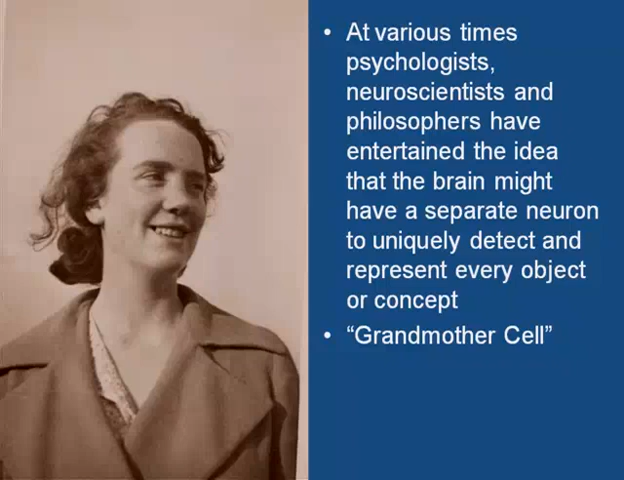 • At various times
psychologists,
neuroscientists and
philosophers have
entertained the idea
that the brain might
have a separate neuron
to uniquely detect and
represent every object
or concept
• “Grandmother Cell”